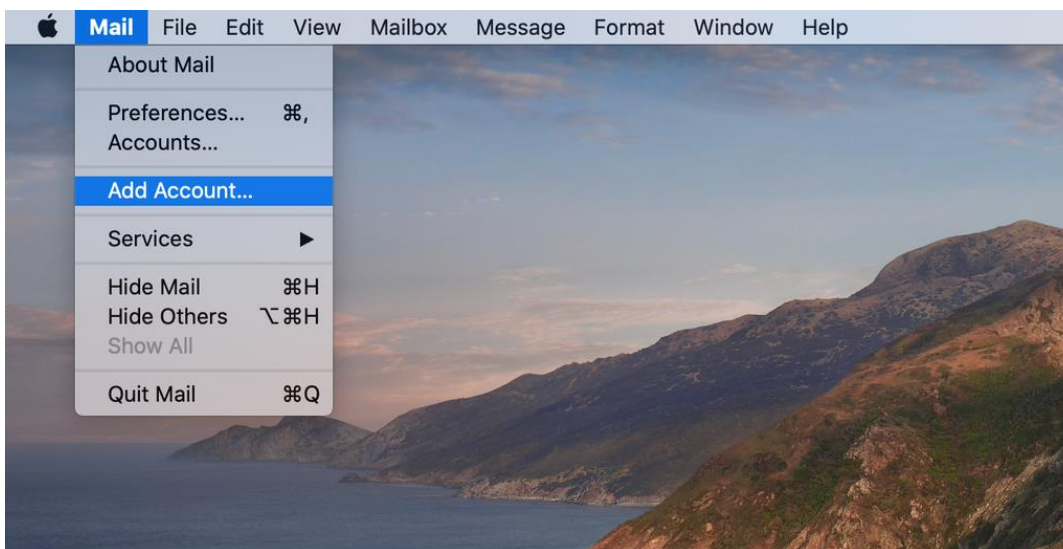 Mail File Edit View Mailbox Message Format Window Help
About Mail
Preferences... ⌘,
Accounts...
Add Account...
Services ▶
Hide Mail ⌘H
Hide Others ⌥⌘H
Show All
Quit Mail ⌘Q